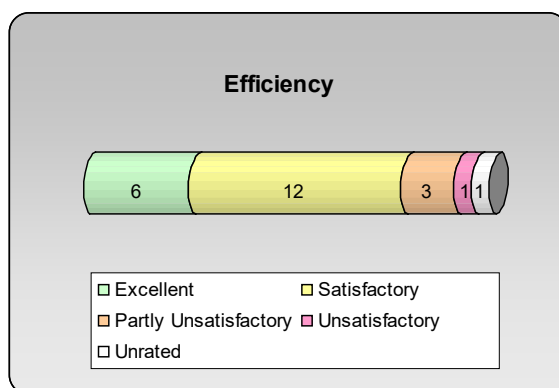 Efficiency
6 12 3 1 1
Excellent Satisfactory
Partly Unsatisfactory Unsatisfactory
Unrated